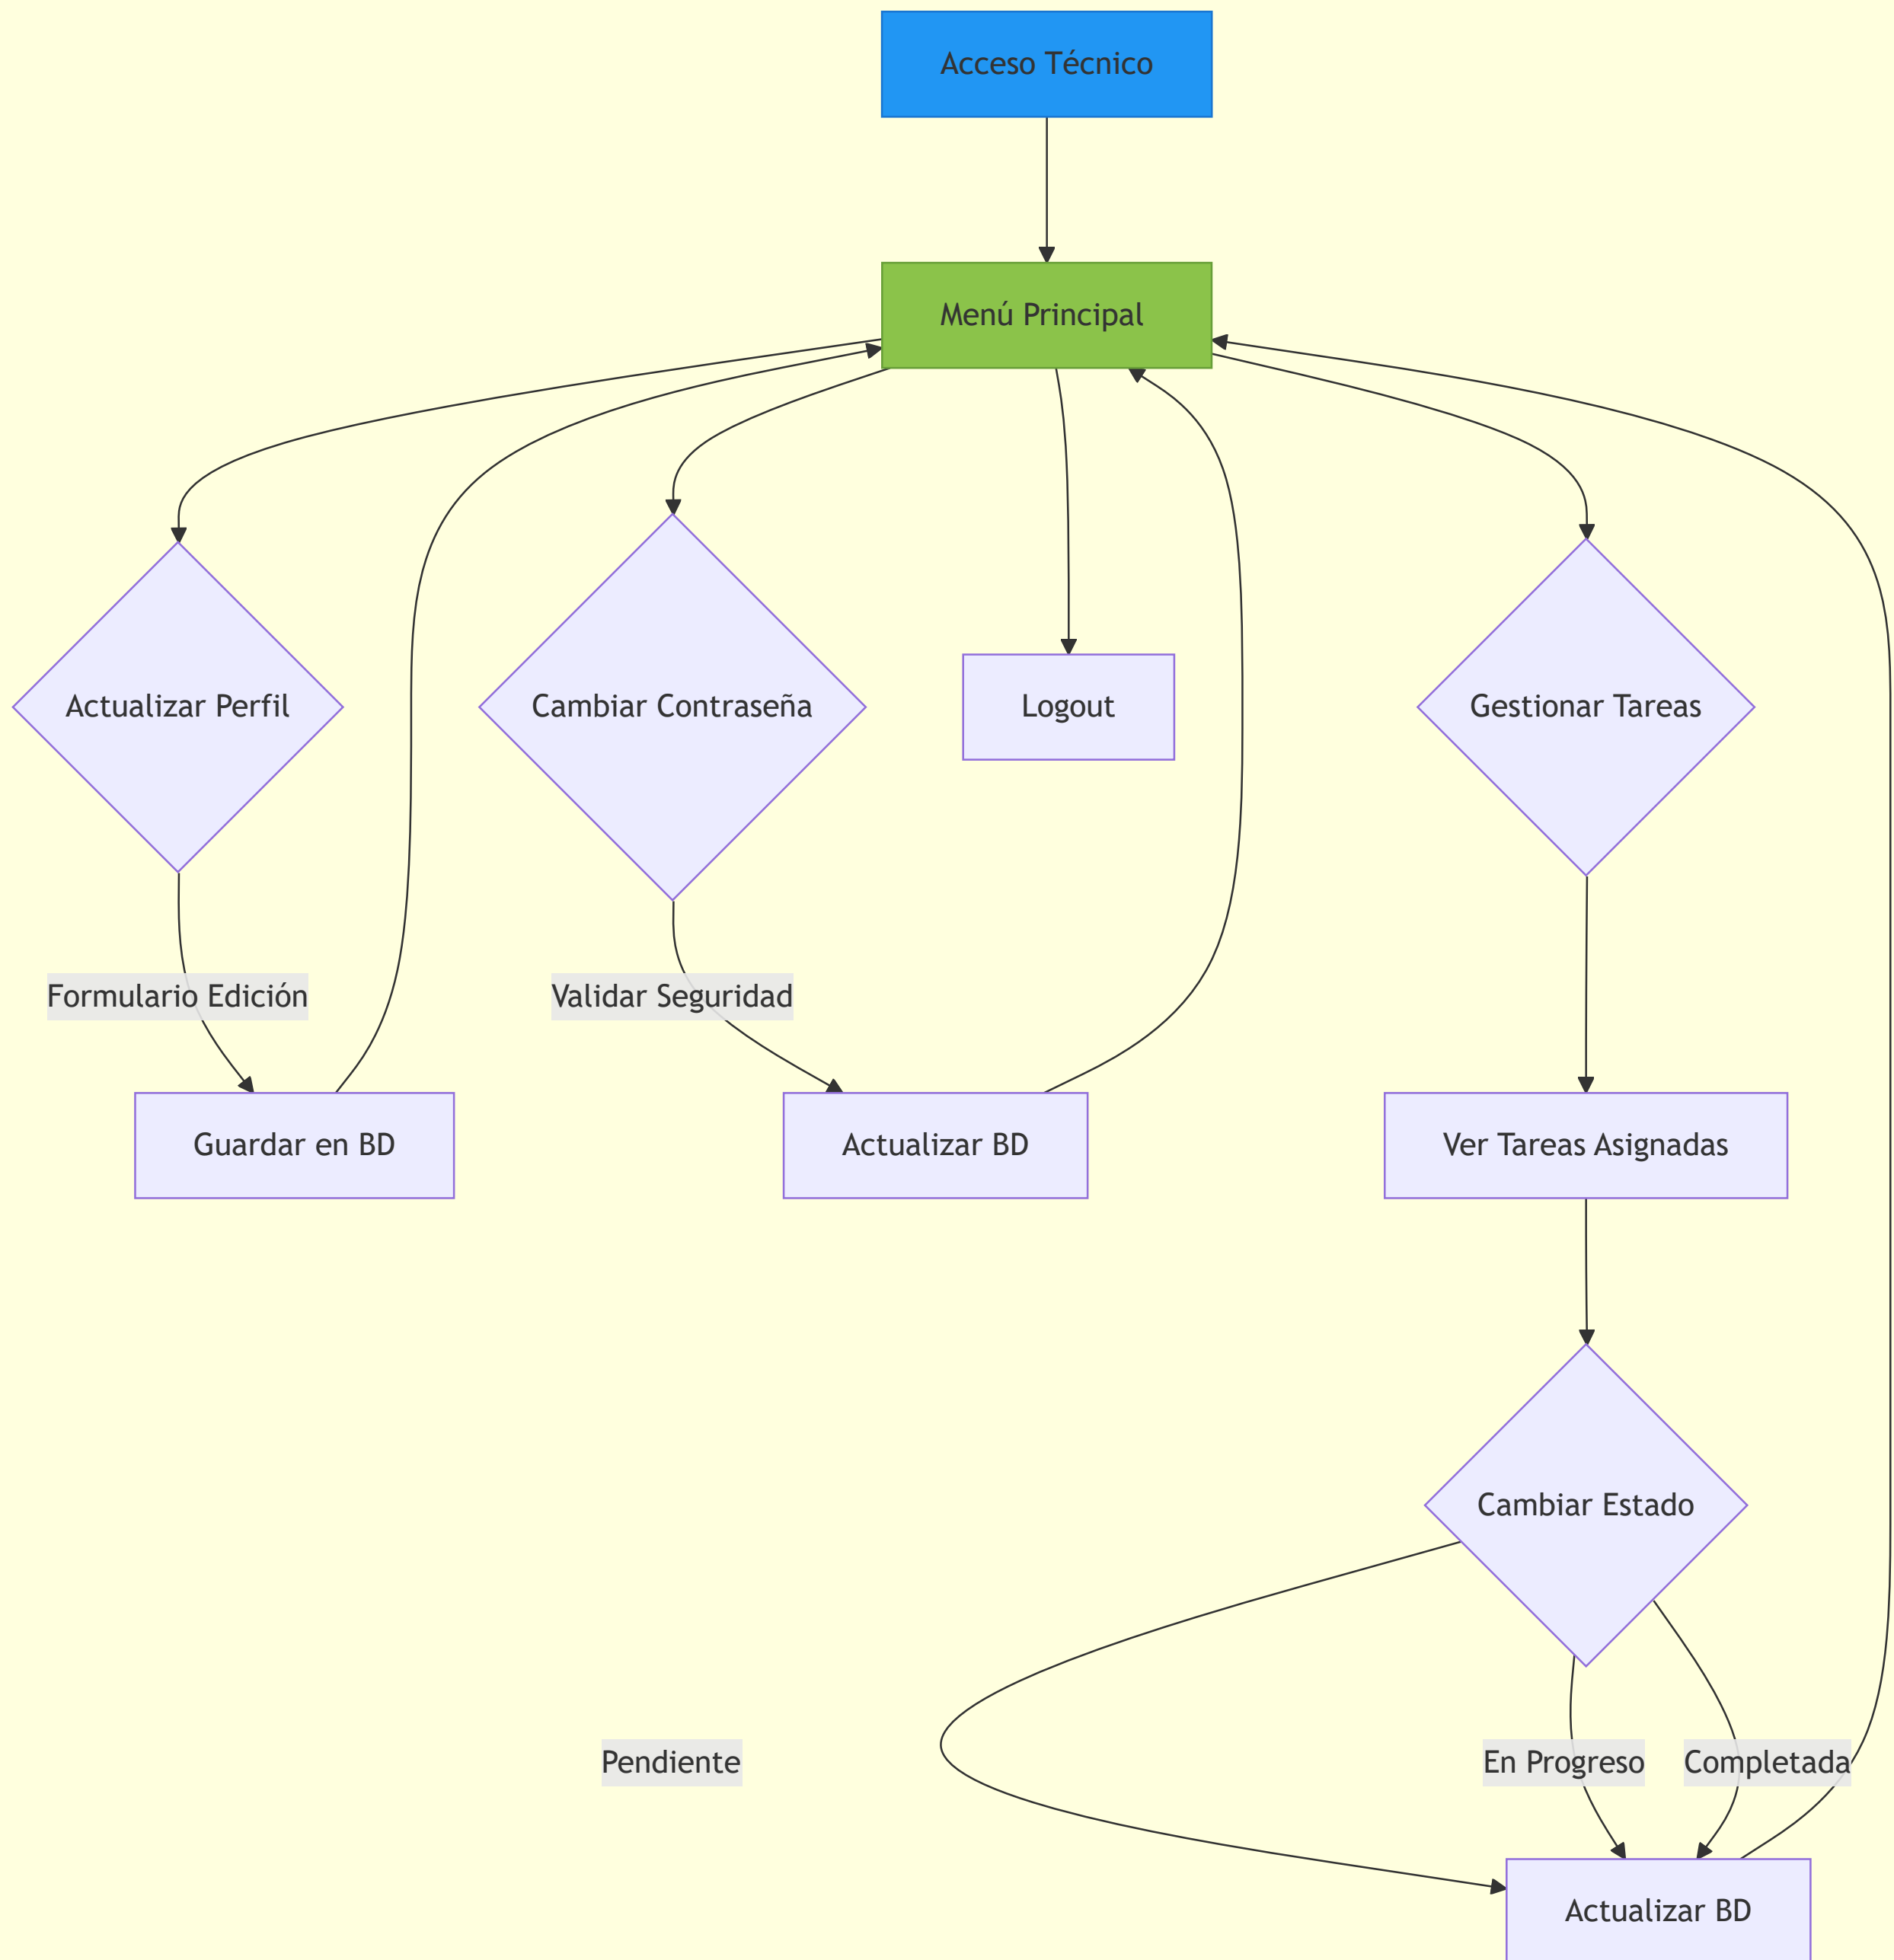 Acceso Técnico
Menú Principal
Actualizar Perfil
Cambiar Contraseña
Logout
Gestionar Tareas
Formulario Edición
Validar Seguridad
Guardar en BD
Actualizar BD
Ver Tareas Asignadas
Cambiar Estado
Pendiente
En Progreso
Completada
Actualizar BD